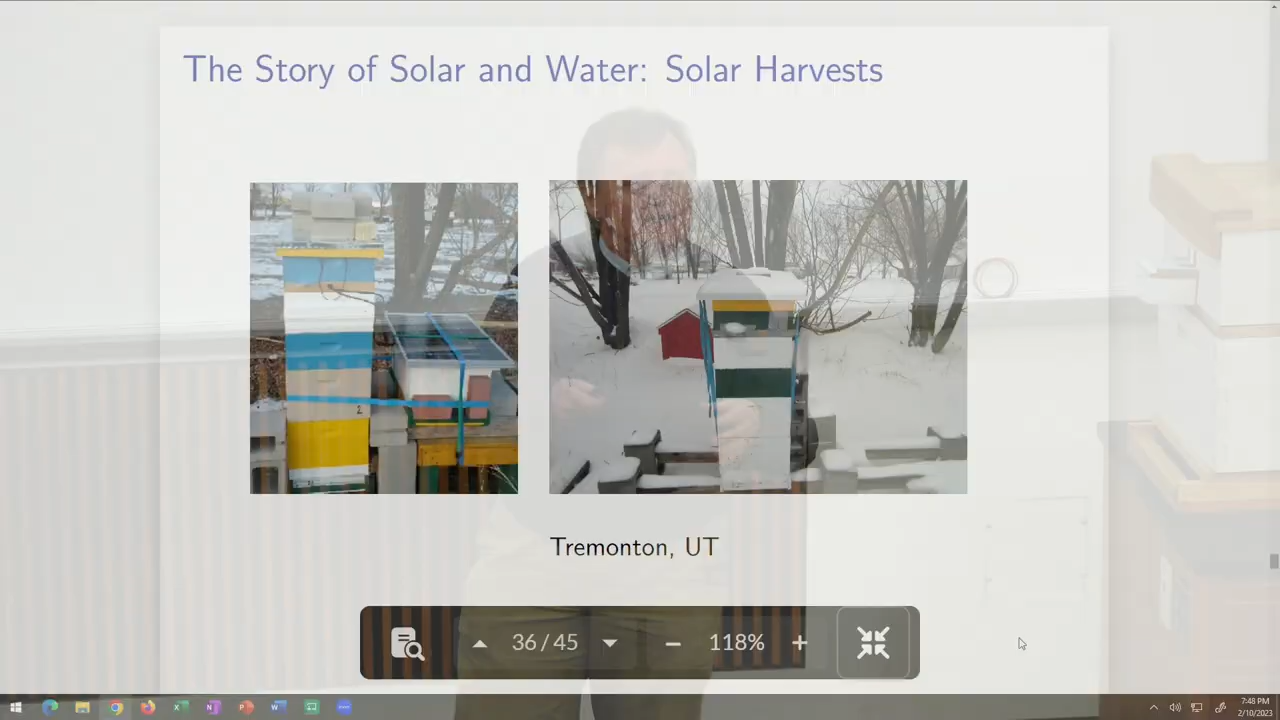 The Story of Solar and Water: Solar Harvests
2
Tremonton, UT
36 / 45
118%
7:48 PM
2/10/2023